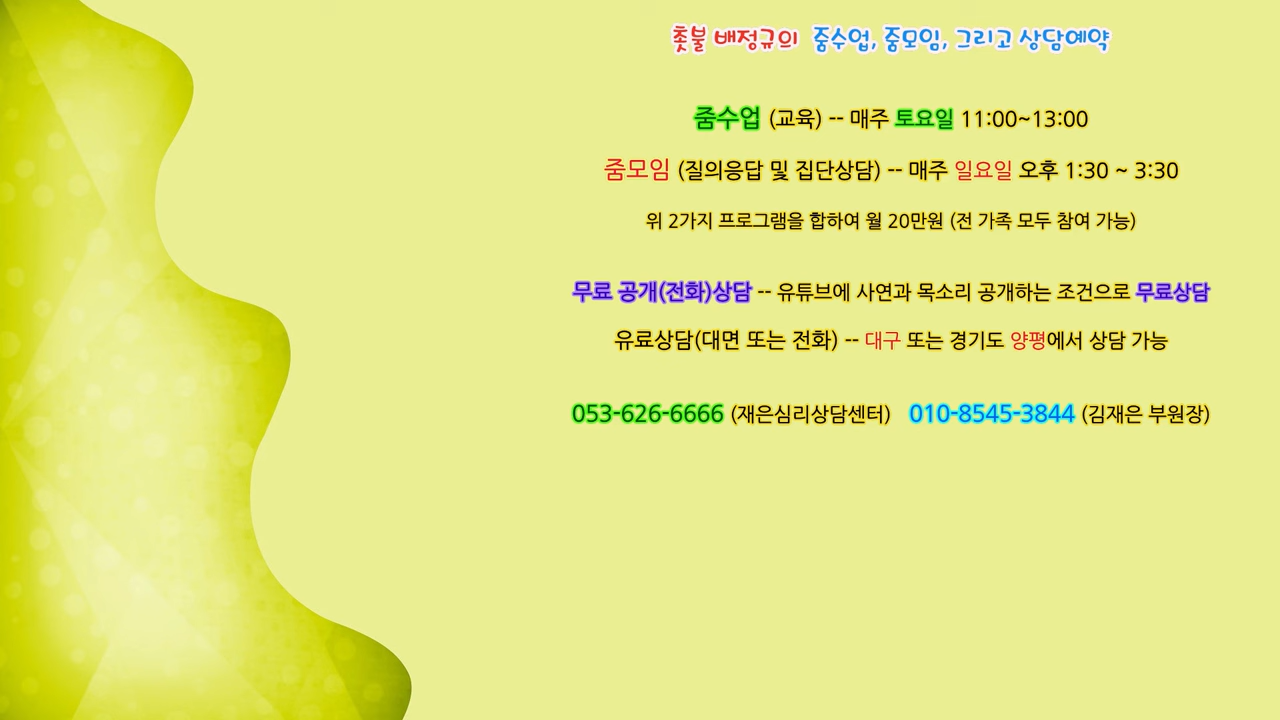 촛불 배정규의 줌수업, 줌모임, 그리고 상담예약
줌수업 (교육) -- 매주 토요일 11:00~13:00
줌모임 (질의응답 및 집단상담) -- 매주 일요일 오후 1:30 ~ 3:30
위 2가지 프로그램을 합하여 월 20만원 (전 가족 모두 참여 가능)
무료 공개(전화)상담 -- 유튜브에 사연과 목소리 공개하는 조건으로 무료상담
유료상담(대면 또는 전화) -- 대구 또는 경기도 양평에서 상담 가능
053-626-6666 (재은심리상담센터) 010-8545-3844 (김재은 부원장)